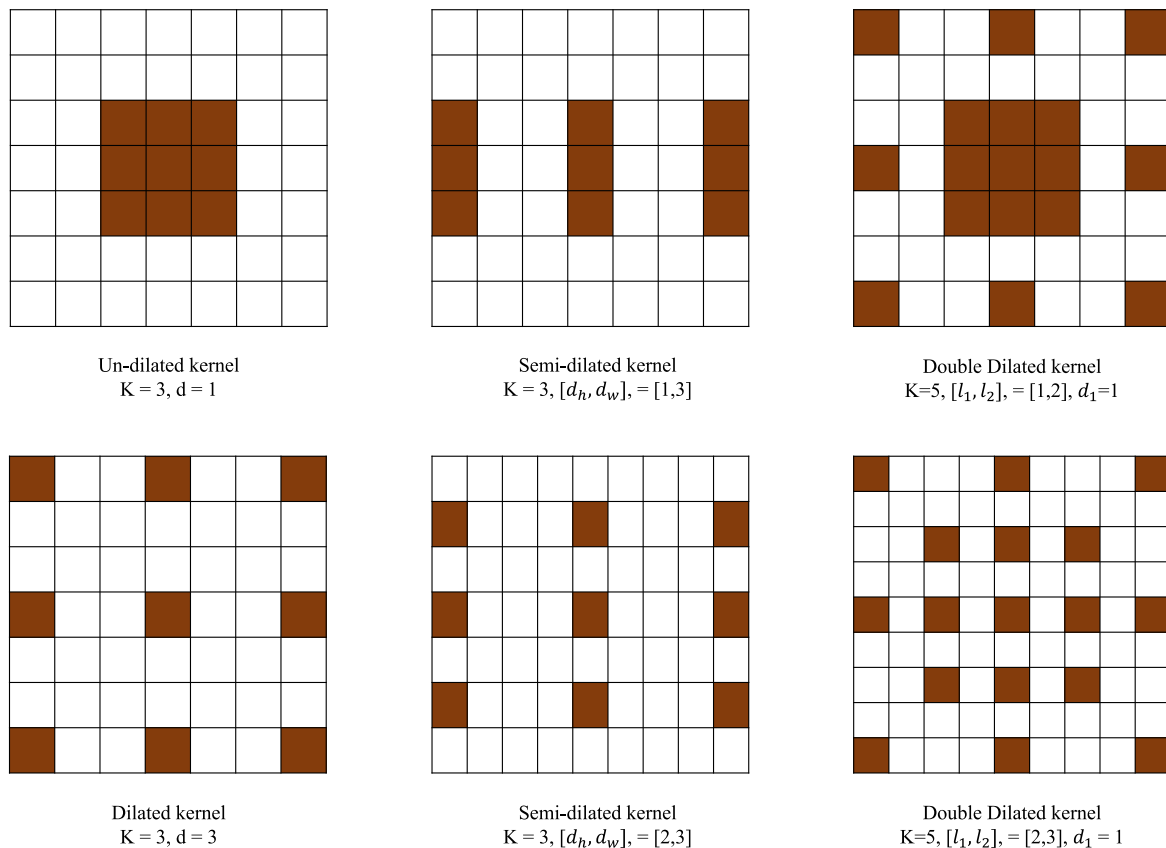 Un-dilated kernel
K = 3, d = 1
Semi-dilated kernel
K = 3, [d_h, d_w], = [1,3]
Double Dilated kernel
K=5, [l_1, l_2], = [1,2], d_1=1
Dilated kernel
K = 3, d = 3
Semi-dilated kernel
K = 3, [d_h, d_w], = [2,3]
Double Dilated kernel
K=5, [l_1, l_2], = [2,3], d_1 = 1